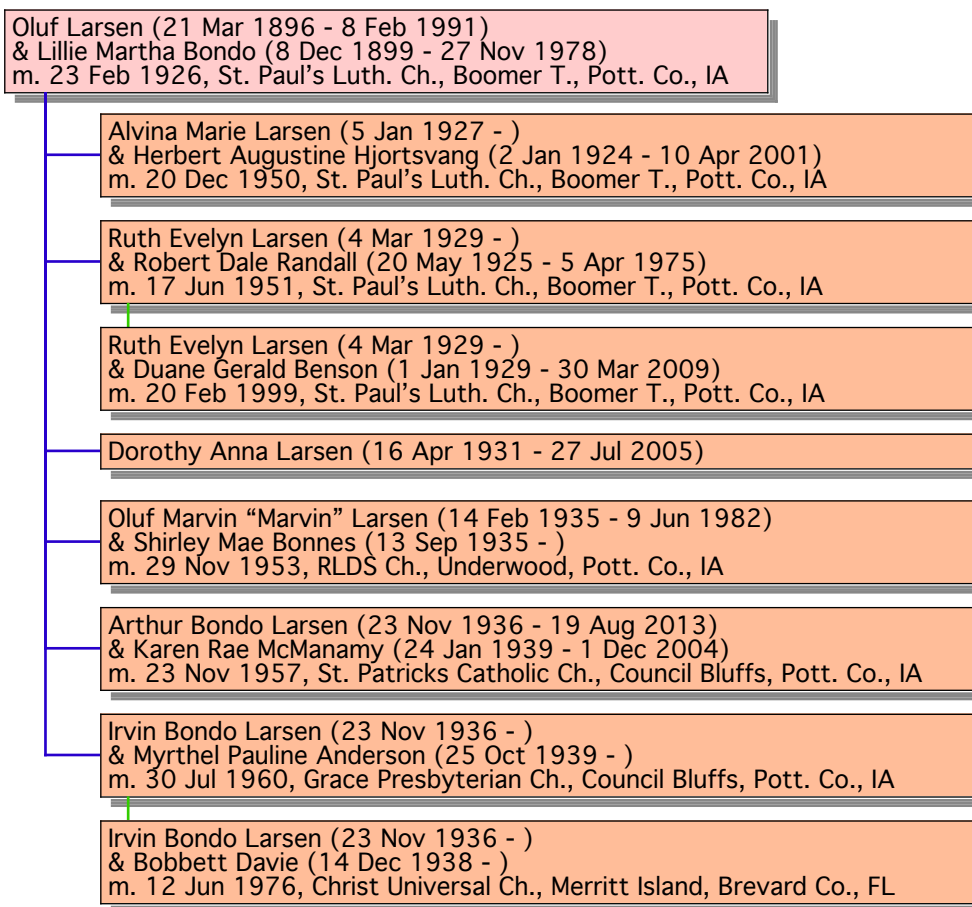 Oluf Larsen (21 Mar 1896 - 8 Feb 1991)
& Lillie Martha Bondo (8 Dec 1899 - 27 Nov 1978)
m. 23 Feb 1926, St. Paul’s Luth. Ch., Boomer T., Pott. Co., IA
Alvina Marie Larsen (5 Jan 1927 - )
& Herbert Augustine Hjortsvang (2 Jan 1924 - 10 Apr 2001)
m. 20 Dec 1950, St. Paul’s Luth. Ch., Boomer T., Pott. Co., IA
Ruth Evelyn Larsen (4 Mar 1929 - )
& Robert Dale Randall (20 May 1925 - 5 Apr 1975)
m. 17 Jun 1951, St. Paul’s Luth. Ch., Boomer T., Pott. Co., IA
Ruth Evelyn Larsen (4 Mar 1929 - )
& Duane Gerald Benson (1 Jan 1929 - 30 Mar 2009)
m. 20 Feb 1999, St. Paul’s Luth. Ch., Boomer T., Pott. Co., IA
Dorothy Anna Larsen (16 Apr 1931 - 27 Jul 2005)
Oluf Marvin “Marvin” Larsen (14 Feb 1935 - 9 Jun 1982)
& Shirley Mae Bonnes (13 Sep 1935 - )
m. 29 Nov 1953, RLDS Ch., Underwood, Pott. Co., IA
Arthur Bondo Larsen (23 Nov 1936 - 19 Aug 2013)
& Karen Rae McManamy (24 Jan 1939 - 1 Dec 2004)
m. 23 Nov 1957, St. Patricks Catholic Ch., Council Bluffs, Pott. Co., IA
Irvin Bondo Larsen (23 Nov 1936 - )
& Myrthel Pauline Anderson (25 Oct 1939 - )
m. 30 Jul 1960, Grace Presbyterian Ch., Council Bluffs, Pott. Co., IA
Irvin Bondo Larsen (23 Nov 1936 - )
& Bobbett Davie (14 Dec 1938 - )
m. 12 Jun 1976, Christ Universal Ch., Merritt Island, Brevard Co., FL